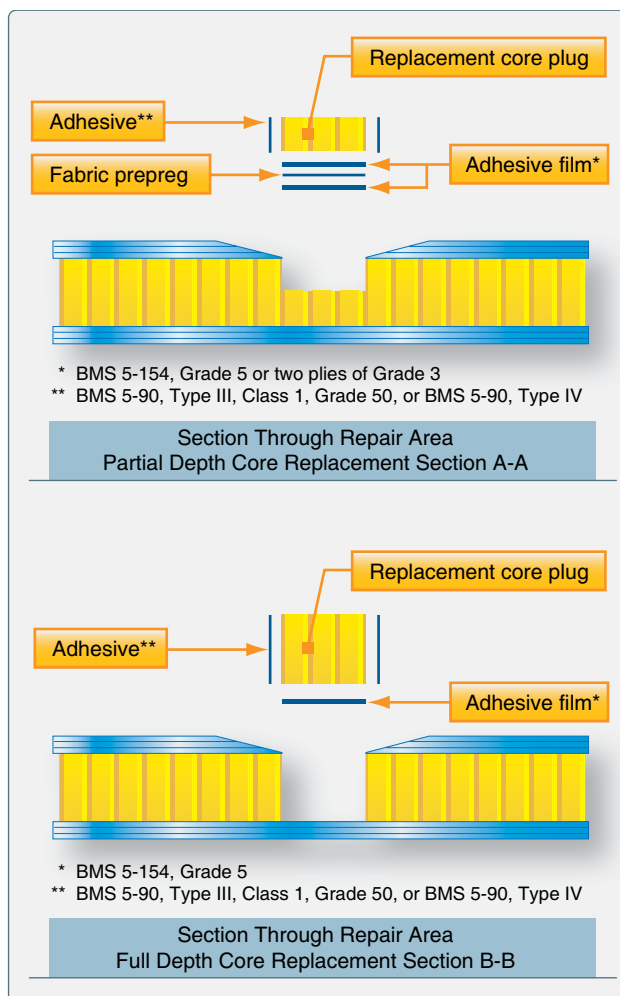 Replacement core plug
Adhesive**
Fabric prepreg
Adhesive film*
* BMS 5-154, Grade 5 or two plies of Grade 3
** BMS 5-90, Type III, Class 1, Grade 50, or BMS 5-90, Type IV
Section Through Repair Area
Partial Depth Core Replacement Section A-A
Replacement core plug
Adhesive**
Adhesive film*
* BMS 5-154, Grade 5
** BMS 5-90, Type III, Class 1, Grade 50, or BMS 5-90, Type IV
Section Through Repair Area
Full Depth Core Replacement Section B-B